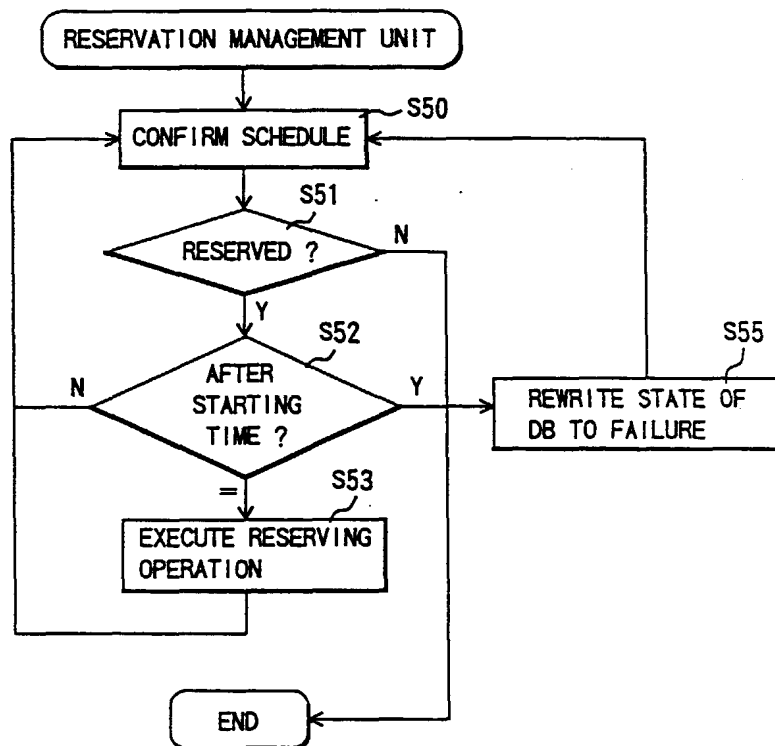 RESERVATION MANAGEMENT UNIT
S50
CONFIRM SCHEDULE
S51
RESERVED ?
N
Y
S52
AFTER
STARTING
TIME ?
N
Y
S55
REWRITE STATE OF
DB TO FAILURE
=
S53
EXECUTE RESERVING
OPERATION
END